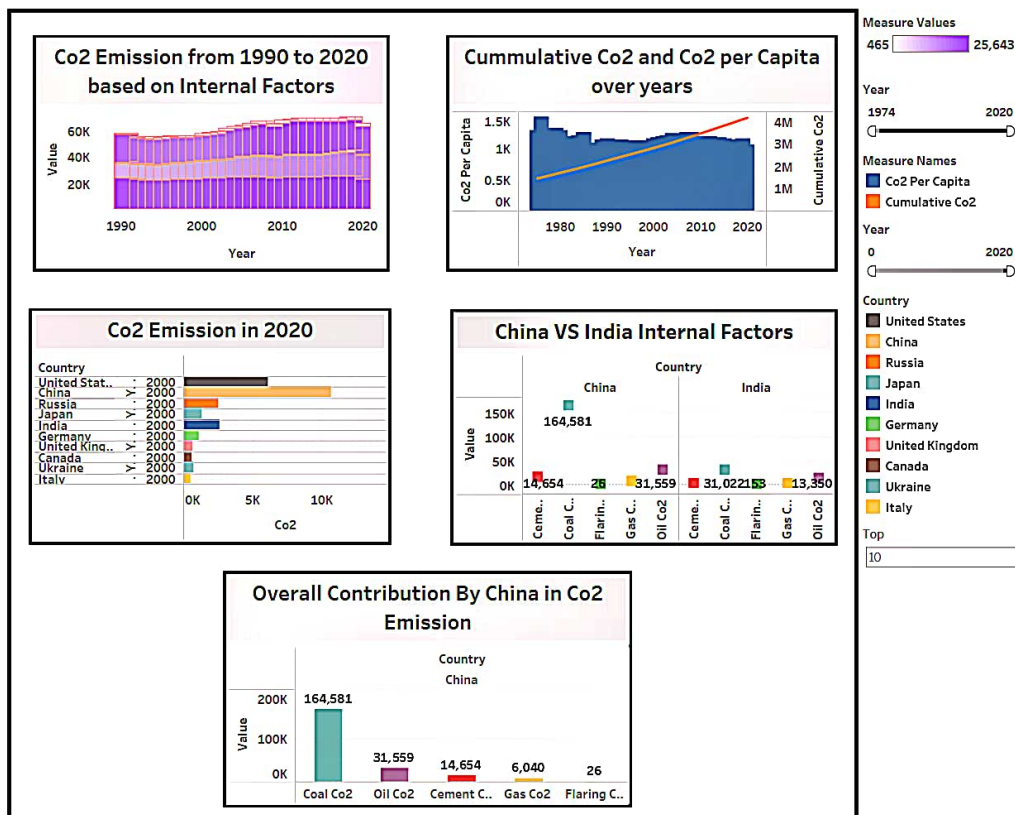 Co2 Emission from 1990 to 2020
based on Internal Factors
60K
40K
20K
Value
1990
2000
2010
2020
Year
Cummulative Co2 and Co2 per Capita
over years
1.5K
1K
0.5K
0K
Co2 Per Capita
4M
3M
2M
1M
Cumulative Co2
1980
1990
2000
2010
2020
Year
Measure Values
465
25,643
Year
1974
2020
Measure Names
Co2 Per Capita
Cumulative Co2
Year
0
2020
Country
United States
China
Russia
Japan
India
Germany
United Kingdom
Canada
Ukraine
Italy
Top
10
Co2 Emission in 2020
Country
United Stat.. 2000
China Y. 2000
Russia 2000
Japan Y. 2000
India 2000
Germany 2000
United King.. Y. 2000
Canada 2000
Ukraine Y. 2000
Italy 2000
0K
5K
10K
Co2
China VS India Internal Factors
Country
China
India
150K
100K
50K
0K
Value
164,581
14,654
26
31,559
31,022
153
13,350
Ceme..
Coal C..
Flarin..
Gas C..
Oil Co2
Ceme..
Coal C..
Flarin..
Gas C..
Oil Co2
Overall Contribution By China in Co2
Emission
Country
China
200K
100K
0K
Value
164,581
31,559
14,654
6,040
26
Coal Co2
Oil Co2
Cement C..
Gas Co2
Flaring C..